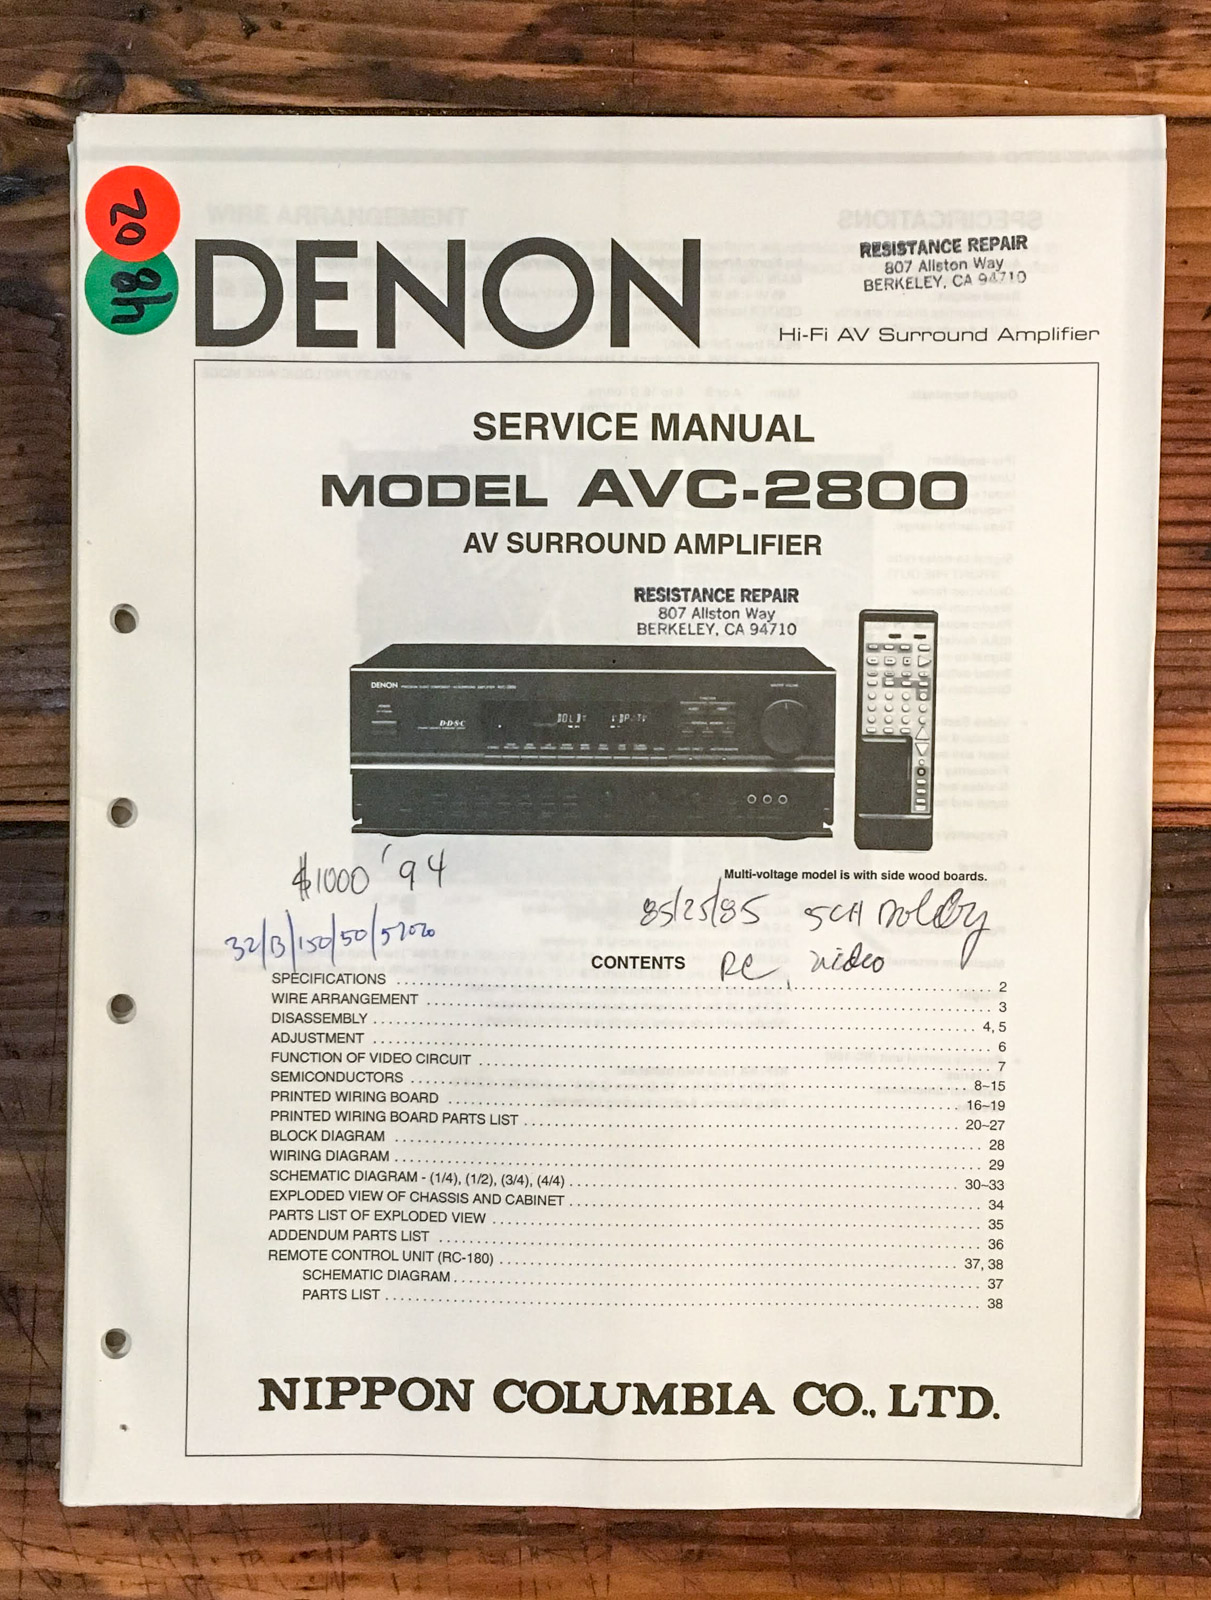 20
48
DENON
RESISTANCE REPAIR
807 Allston Way
BERKELEY, CA 94710
Hi-Fi AV Surround Amplifier
SERVICE MANUAL
MODEL AVC-2800
AV SURROUND AMPLIFIER
RESISTANCE REPAIR
807 Allston Way
BERKELEY, CA 94710
DENON
D·D·S·C
DOLBY
$1000 '94
Multi-voltage model is with side wood boards.
85/25/85 5CH Dolby
RC, video
CONTENTS
SPECIFICATIONS 2
WIRE ARRANGEMENT 3
DISASSEMBLY 4, 5
ADJUSTMENT 6
FUNCTION OF VIDEO CIRCUIT 7
SEMICONDUCTORS 8~15
PRINTED WIRING BOARD 16~19
PRINTED WIRING BOARD PARTS LIST 20~27
BLOCK DIAGRAM 28
WIRING DIAGRAM 29
SCHEMATIC DIAGRAM - (1/4), (1/2), (3/4), (4/4) 30~33
EXPLODED VIEW OF CHASSIS AND CABINET 34
PARTS LIST OF EXPLODED VIEW 35
ADDENDUM PARTS LIST 36
REMOTE CONTROL UNIT (RC-180) 37, 38
SCHEMATIC DIAGRAM 37
PARTS LIST 38
NIPPON COLUMBIA CO., LTD.